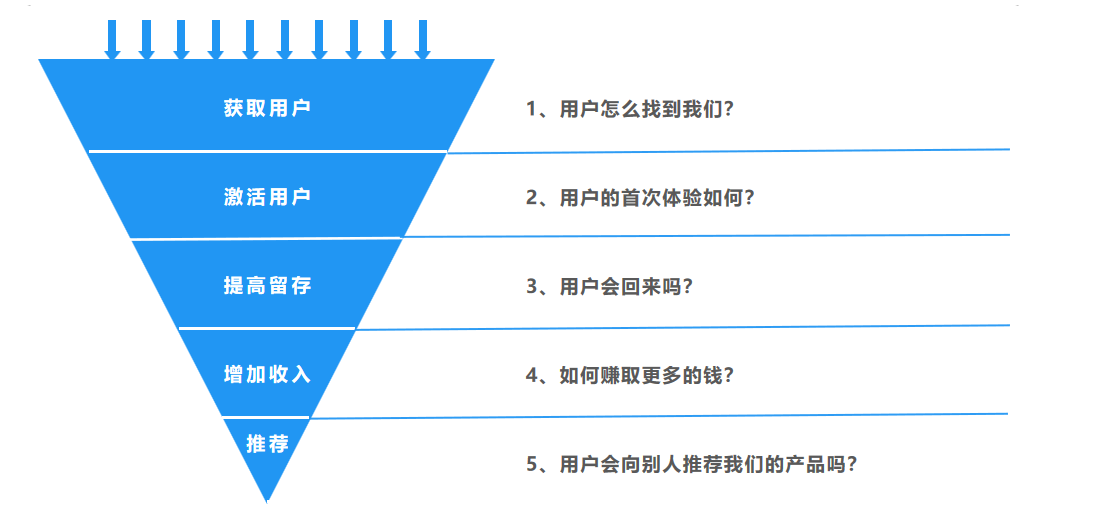 获取用户
1、用户怎么找到我们？
激活用户
2、用户的首次体验如何？
提高留存
3、用户会回来吗？
增加收入
4、如何赚取更多的钱？
推荐
5、用户会向别人推荐我们的产品吗？